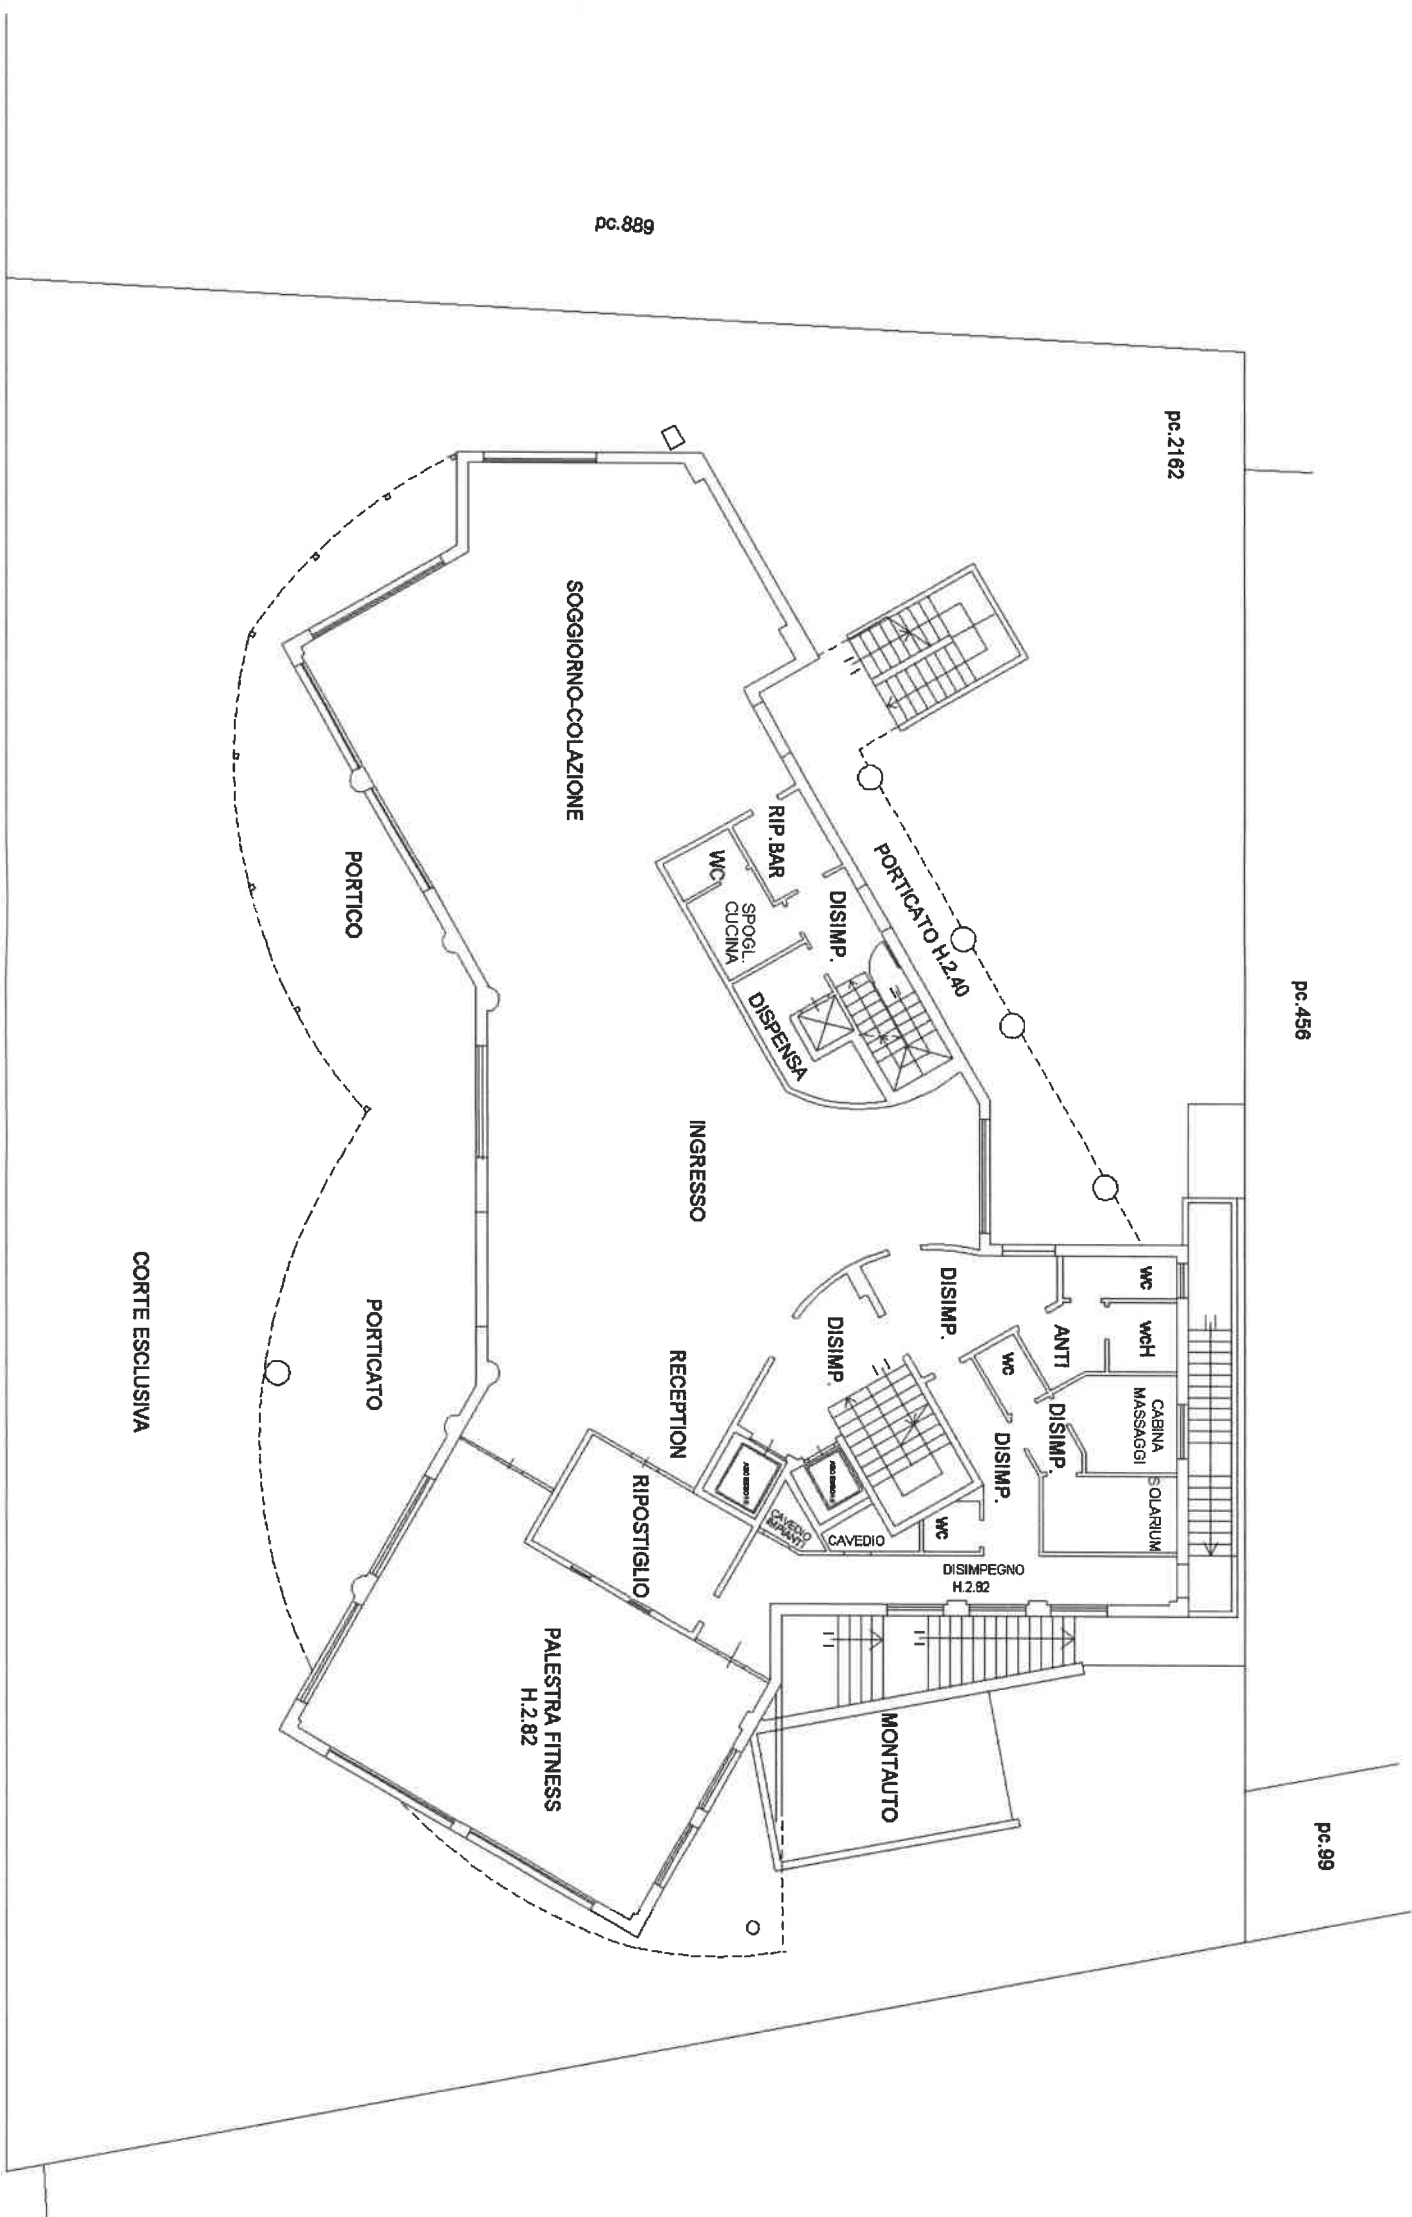 pc.889
pc.2162
pc.456
pc.99
SOGGIORNO-COLAZIONE
PORTICO
RIP.BAR
WC
SPOGL.
CUCINA
DISIMP.
DISPENSA
PORTICATO H.2.40
INGRESSO
CORTE ESCLUSIVA
PORTICATO
RECEPTION
DISIMP.
DISIMP.
ANTI
WC
WCH
WC
CABINA
MASSAGGI
DISIMP.
DISIMP.
SOLARIUM
RIPOSTIGLIO
CAVEDIO
IMPIANTI
CAVEDIO
WC
DISIMPEGNO
H.2.82
PALESTRA FITNESS
H.2.82
MONTAUTO